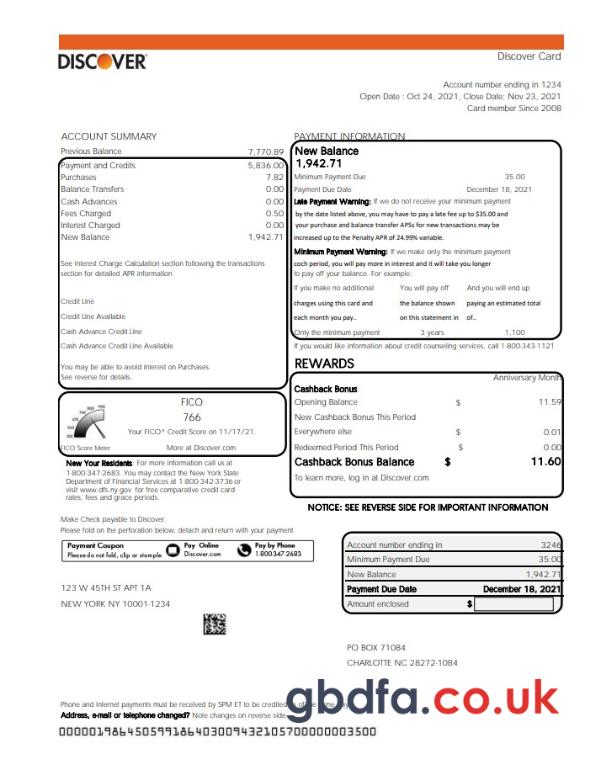 DISCOVER
Discover Card
Account number ending in 1234
Open Date : Oct 24, 2021, Close Date: Nov 23, 2021
Card member Since 2008
ACCOUNT SUMMARY
Previous Balance 7,770.89
Payment and Credits 5,836.00
Purchases 7.82
Balance Transfers 0.00
Cash Advances 0.00
Fees Charged 0.50
Interest Charged 0.00
New Balance 1,942.71
See Interest Charge Calculation section following the transactions
section for detailed APR information
Credit Line
Credit Line Available
Cash Advance Credit Line
Cash Advance Credit Line Available
You may be able to avoid interest on Purchases.
See reverse for details.
PAYMENT INFORMATION
New Balance
1,942.71
Minimum Payment Due 35.00
Payment Due Date December 18, 2021
Late Payment Warning: If we do not receive your minimum payment
by the date listed above, you may have to pay a late fee up to $35.00 and
your purchase and balance transfer APSs for new transactions may be
increased up to the Penalty APR of 24.99% variable.
Minimum Payment Warning: If we make only the minimum payment
coch period, you will pay more in interest and it will take you longer
to pay off your balance. For example:
If you make no additional You will pay off And you will end up
charges using this card and the balance shown paying an estimated total
each month you pay.. on this statement in of..
Only the minimum payment 3 years 1,100
If you would like information about credit counseling services, call 1-800-343-1121
FICO
766
Your FICO* Credit Score on 11/17/21.
FICO Score Meter More at Discover.com
REWARDS
Anniversary Month
Cashback Bonus
Opening Balance $ 11.59
New Cashback Bonus This Period
Everywhere else $ 0.01
Redeemed Period This Period $ 0.00
Cashback Bonus Balance $ 11.60
To learn more, log in at Discover.com
New Your Residents: For more information call us at
1-800-347-2683. You may contact the New York State
Department of Financial Services at 1-800-342-3736 or
visit www.dfs.ny.gov for free comparative credit card
rates, fees and grace periods.
NOTICE: SEE REVERSE SIDE FOR IMPORTANT INFORMATION
Make Check payable to Discover.
Please fold on the perforation below, detach and return with your payment
Payment Coupon
Please do not fold, clip or stample
Pay Online
Discover.com
Pay by Phone
1-800-347-2683
Account number ending in 3246
Minimum Payment Due 35.00
New Balance 1,942.71
Payment Due Date December 18, 2021
Amount enclosed $
123 W 45TH ST APT 1A
NEW YORK NY 10001-1234
PO BOX 71084
CHARLOTTE NC 28272-1084
gbdfa.co.uk
Phone and Internet payments must be received by 5PM ET to be credited
Address, e-mail or telephone changed? Note changes on reverse side